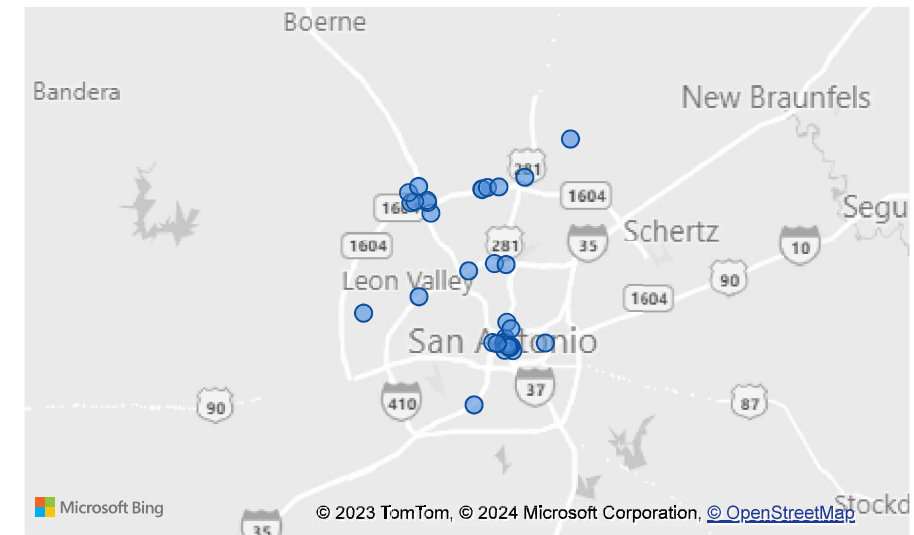 Boerne
Bandera
New Braunfels
281
1604
Segu
1604
281
35
Schertz
10
Leon Valley
90
1604
San Antonio
37
90
410
87
Stockd
Microsoft Bing
© 2023 TomTom, © 2024 Microsoft Corporation, © OpenStreetMap
35